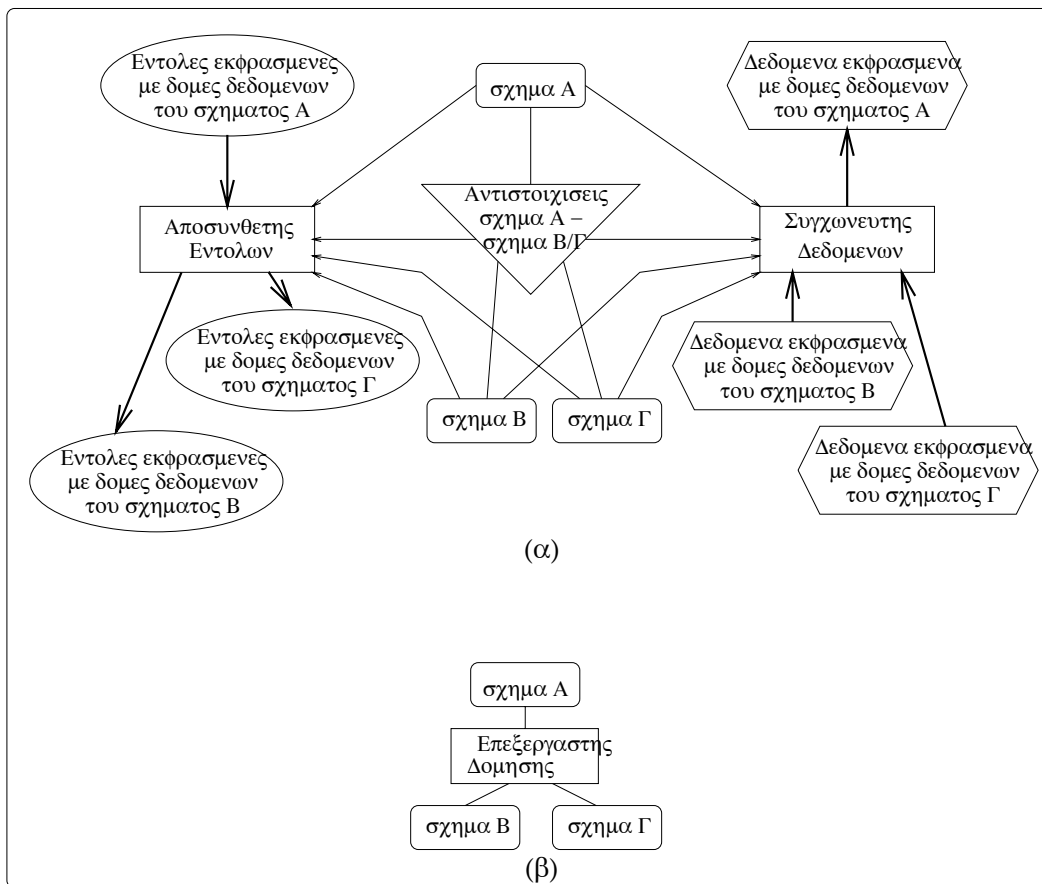 Εντολες εκφρασμενες
με δομες δεδομενων
του σχηματος Α
σχημα Α
Δεδομενα εκφρασμενα
με δομες δεδομενων
του σχηματος Α
Αποσυνθετης
Εντολων
Αντιστοιχισεις
σχημα Α –
σχημα Β/Γ
Συγχωνευτης
Δεδομενων
Εντολες εκφρασμενες
με δομες δεδομενων
του σχηματος Γ
Δεδομενα εκφρασμενα
με δομες δεδομενων
του σχηματος Β
σχημα Β
σχημα Γ
Εντολες εκφρασμενες
με δομες δεδομενων
του σχηματος Β
Δεδομενα εκφρασμενα
με δομες δεδομενων
του σχηματος Γ
(α)
σχημα Α
Επεξεργαστης
Δομησης
σχημα Β
σχημα Γ
(β)